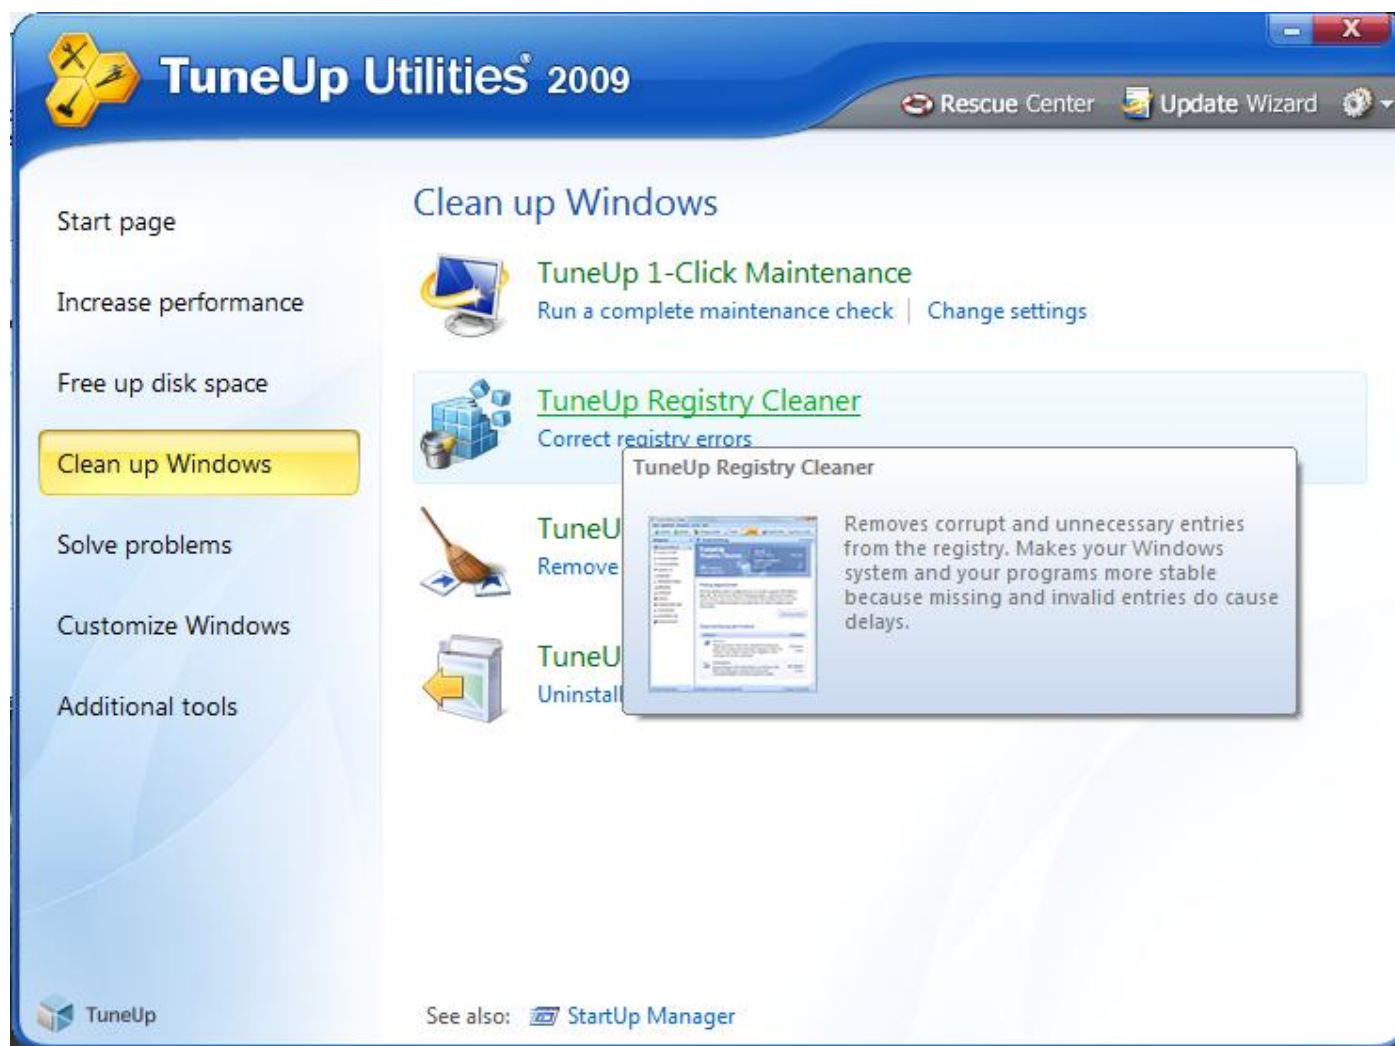 TuneUp Utilities® 2009
X
Rescue Center
Update Wizard
Start page
Increase performance
Free up disk space
Clean up Windows
Solve problems
Customize Windows
Additional tools
TuneUp
Clean up Windows
TuneUp 1-Click Maintenance
Run a complete maintenance check | Change settings
TuneUp Registry Cleaner
Correct registry errors
TuneUp Registry Cleaner
Removes corrupt and unnecessary entries
from the registry. Makes your Windows
system and your programs more stable
because missing and invalid entries do cause
delays.
TuneU
Remove
TuneU
Uninstall
See also: StartUp Manager